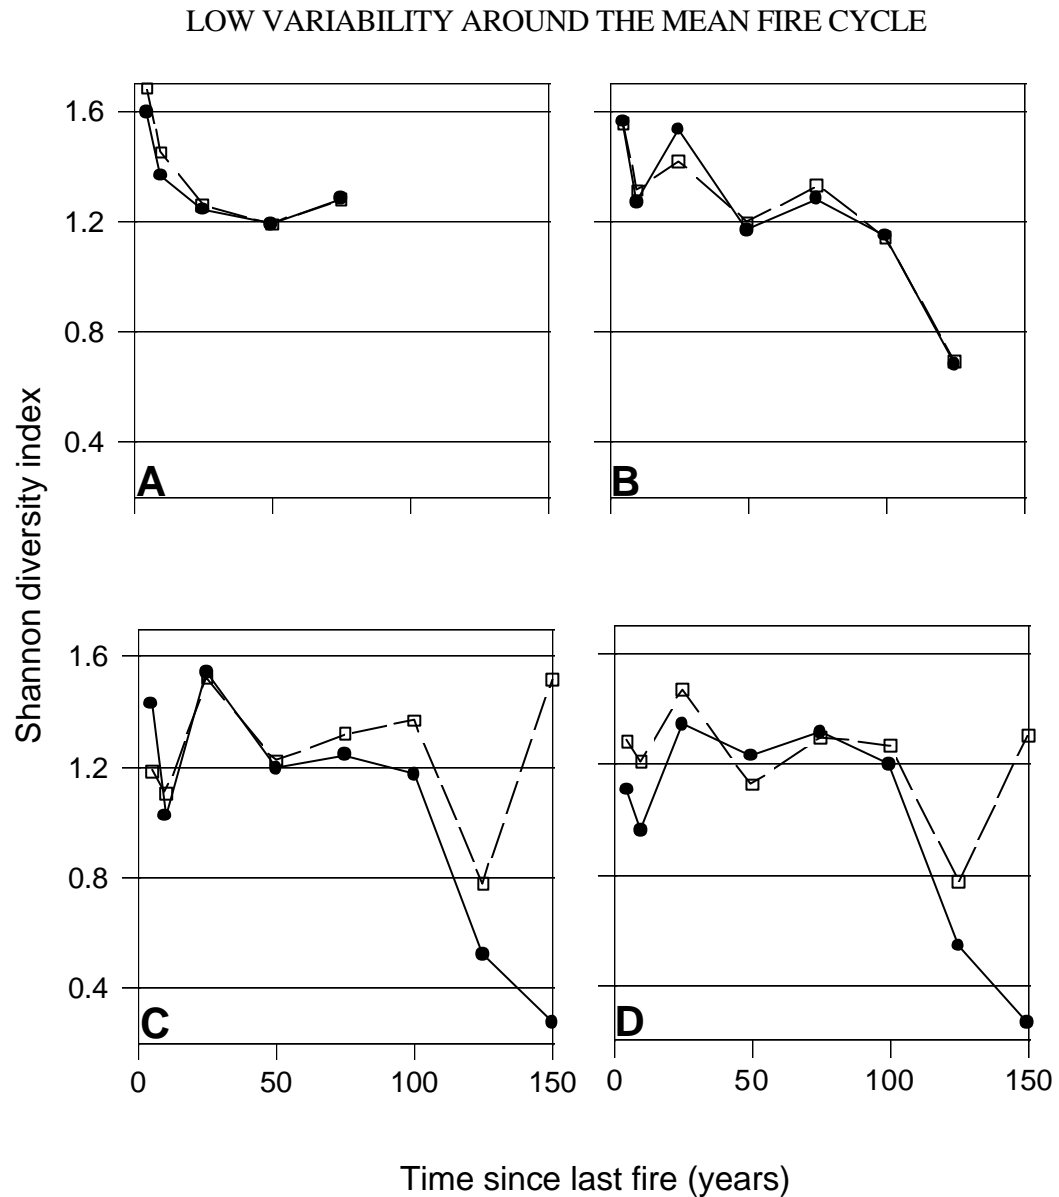 LOW VARIABILITY AROUND THE MEAN FIRE CYCLE
1.6
1.2
0.8
0.4
A
B
Shannon diversity index
1.6
1.2
0.8
0.4
C
D
0 50 100 150 0 50 100 150
Time since last fire (years)